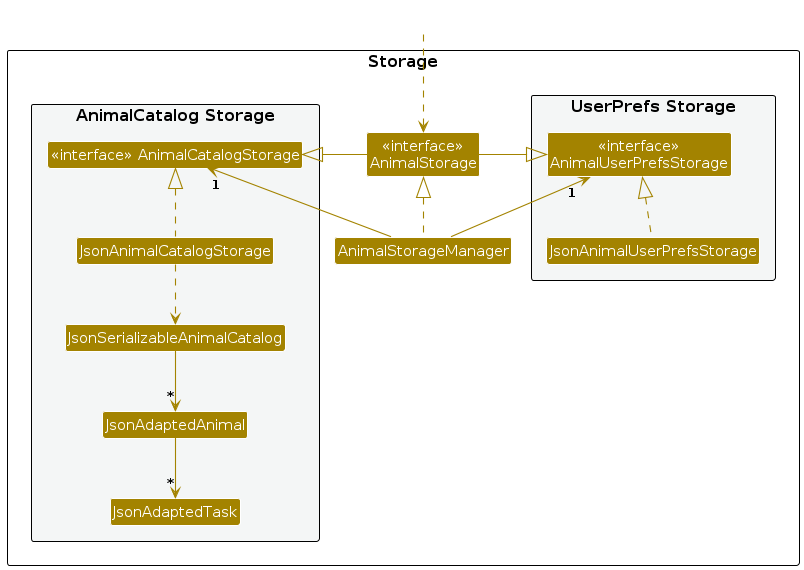 Storage
AnimalCatalog Storage
«interface» AnimalCatalogStorage
1
JsonAnimalCatalogStorage
JsonSerializableAnimalCatalog
*
JsonAdaptedAnimal
*
JsonAdaptedTask
«interface»
AnimalStorage
AnimalStorageManager
UserPrefs Storage
«interface»
AnimalUserPrefsStorage
1
JsonAnimalUserPrefsStorage